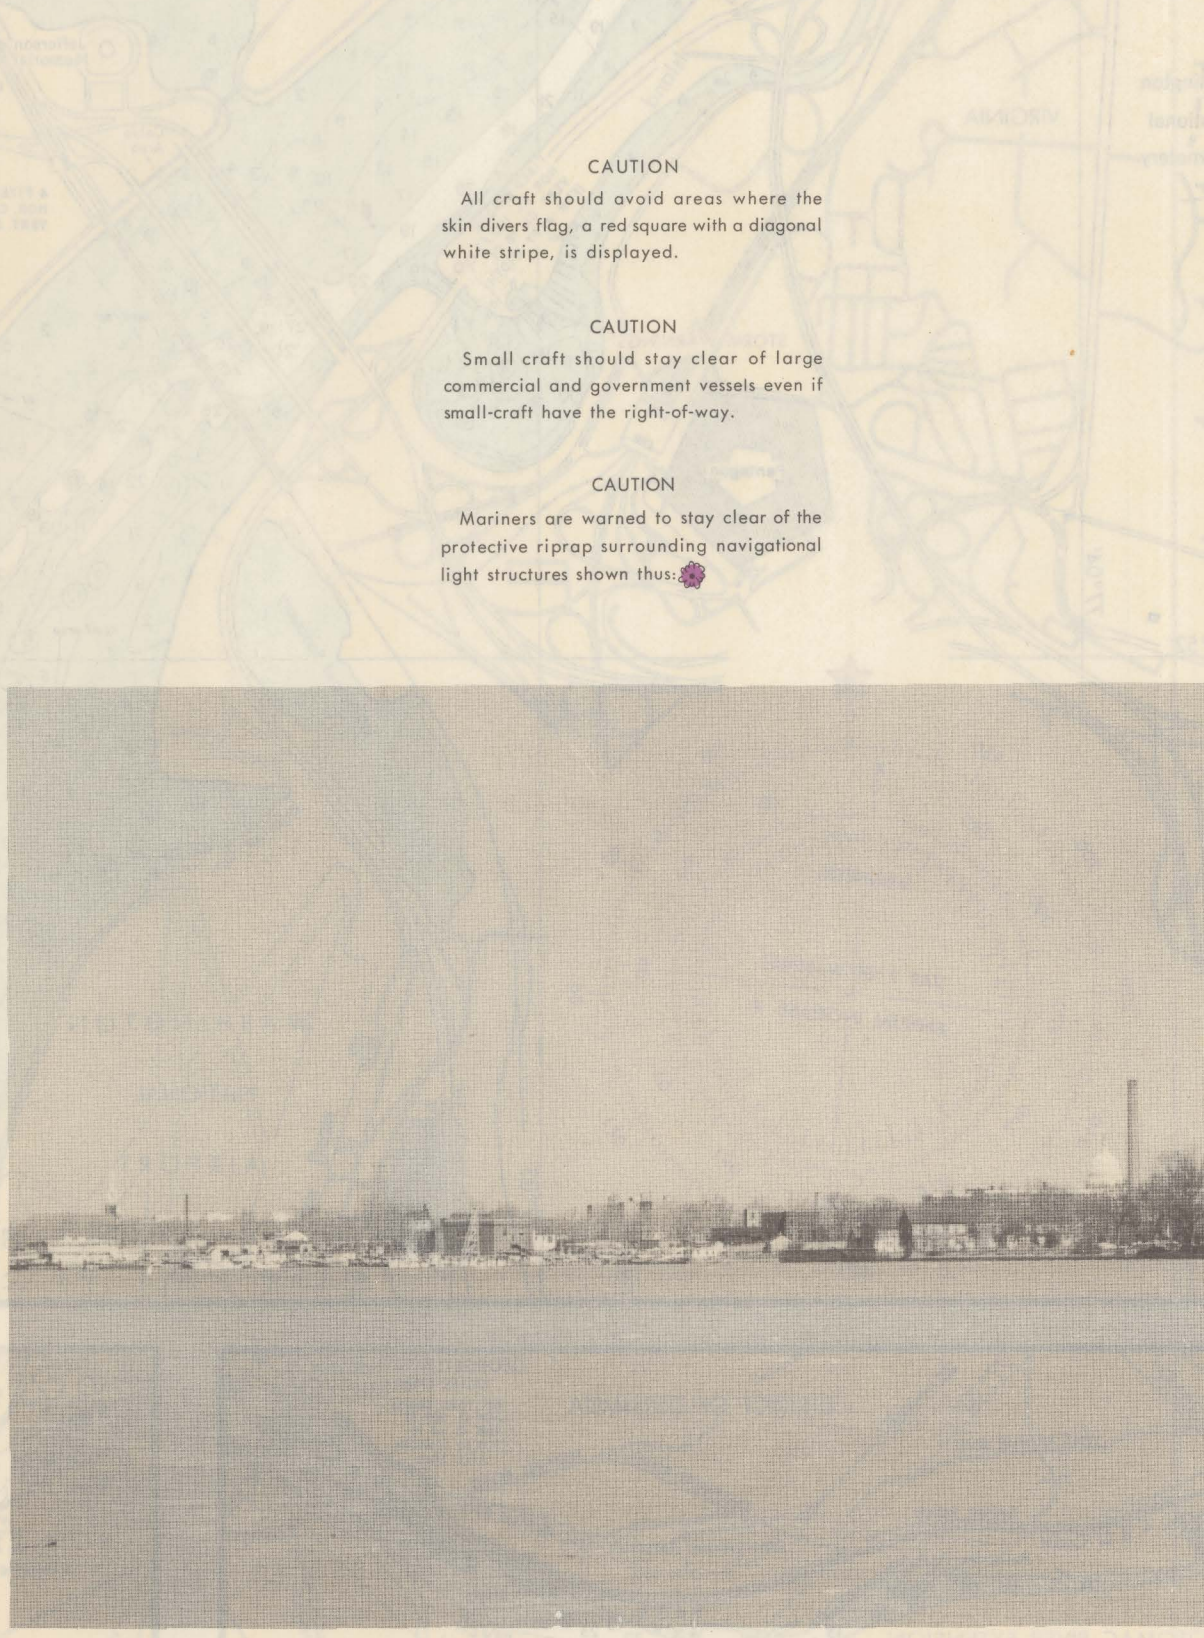 CAUTION
All craft should avoid areas where the
skin divers flag, a red square with a diagonal
white stripe, is displayed.
CAUTION
Small craft should stay clear of large
commercial and government vessels even if
small-craft have the right-of-way.
CAUTION
Mariners are warned to stay clear of the
protective riprap surrounding navigational
light structures shown thus: